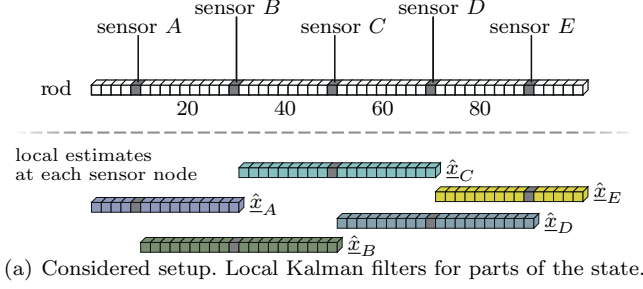 sensor B
sensor D
sensor A
sensor C
sensor E
rod
20
40
60
80
local estimates
at each sensor node
x̂_C
x̂_E
x̂_A
x̂_D
x̂_B
(a) Considered setup. Local Kalman filters for parts of the state.